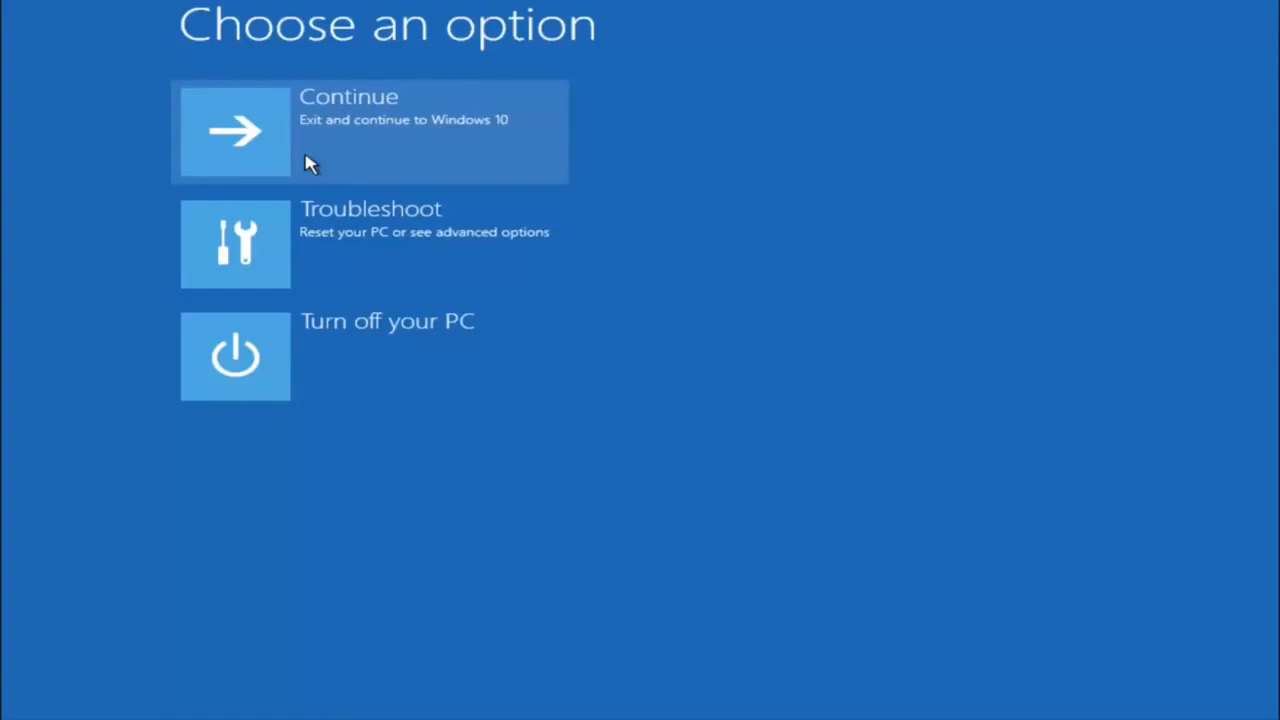 Choose an option
Continue
Exit and continue to Windows 10
Troubleshoot
Reset your PC or see advanced options
Turn off your PC